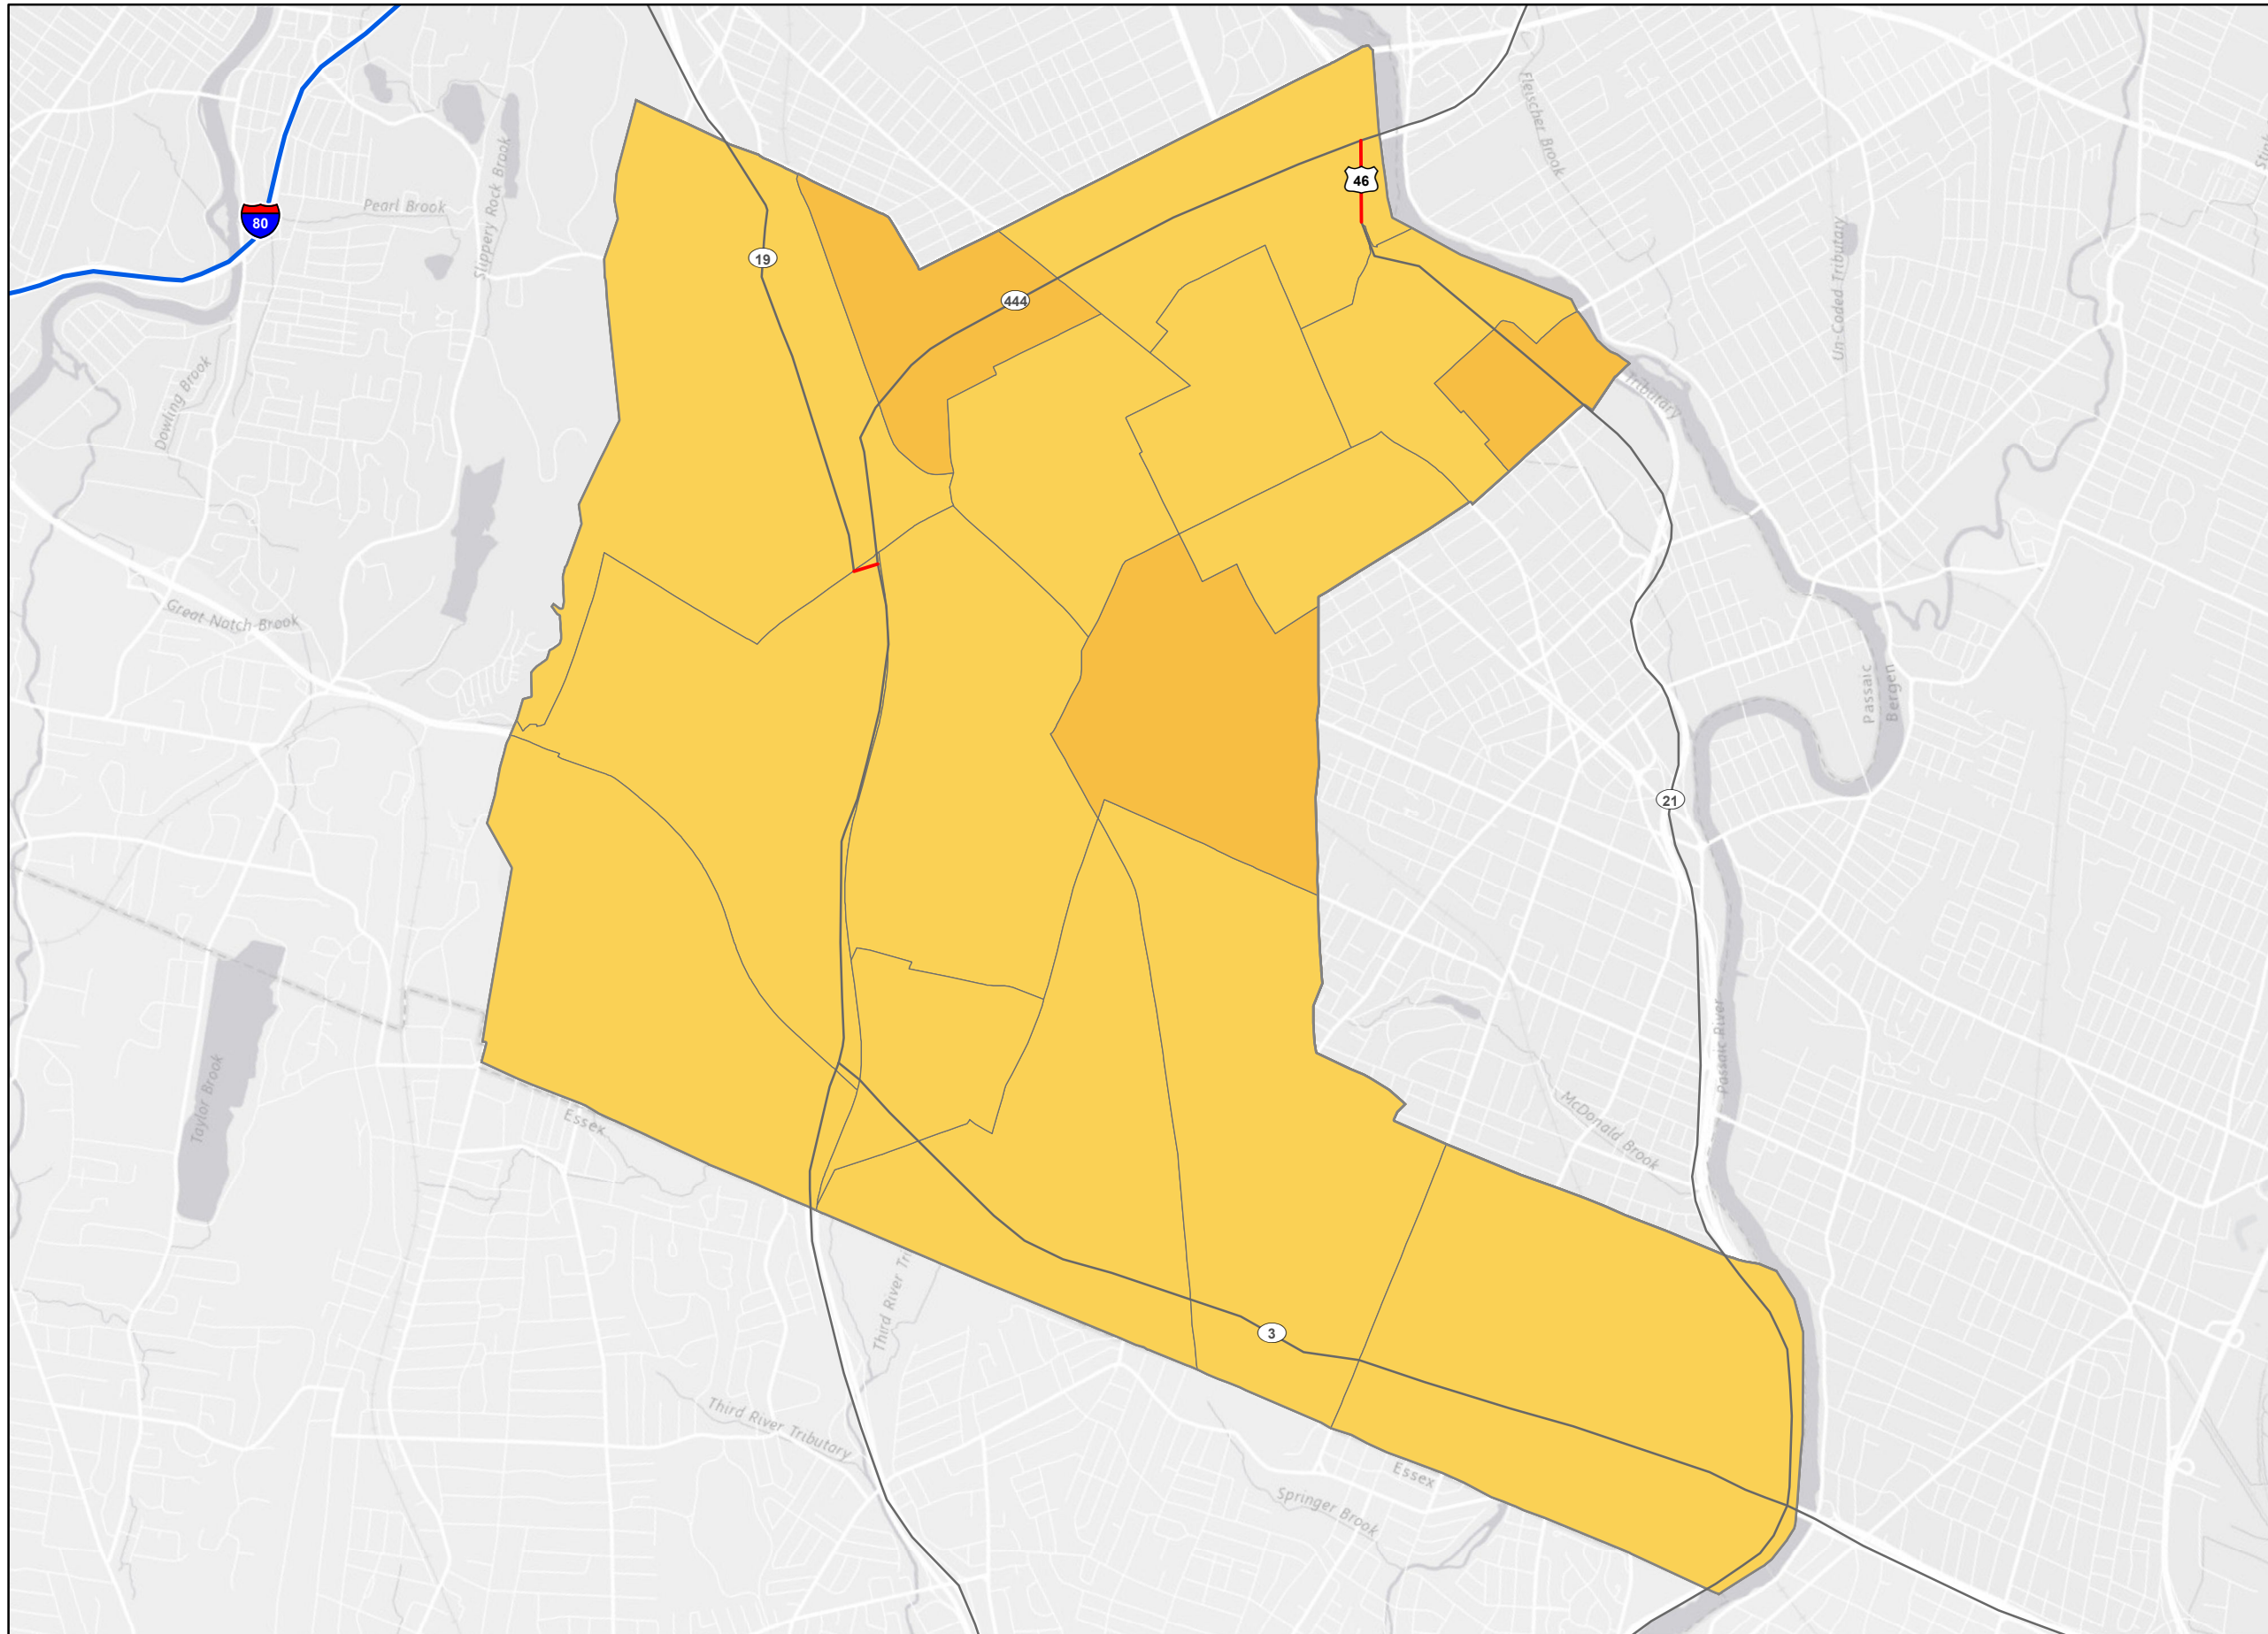 Fleischer Brook
Slippery Rock Brook
46
Pearl Brook
80
19
Un-Coded Tributary
444
Dowling Brook
Tributary
Great Notch Brook
Passaic
Bergen
21
Passaic River
Taylor Brook
Essex
McDonald Brook
Third River Tri
3
Third River Tributary
Essex
Springer Brook